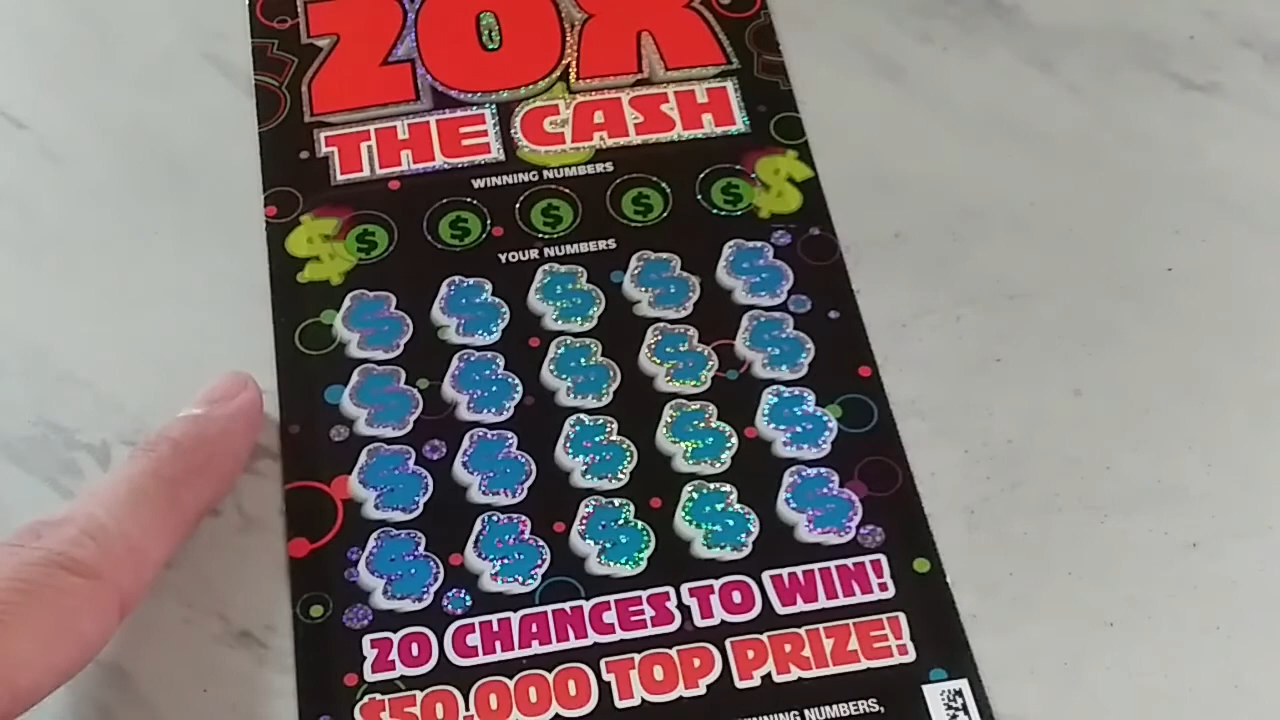 20X
THE CASH
WINNING NUMBERS
$ $ $ $ $ $ $
YOUR NUMBERS
$ $ $ $ $
$ $ $ $ $
$ $ $ $ $
$ $ $ $ $
20 CHANCES TO WIN!
$50,000 TOP PRIZE!
WINNING NUMBERS,